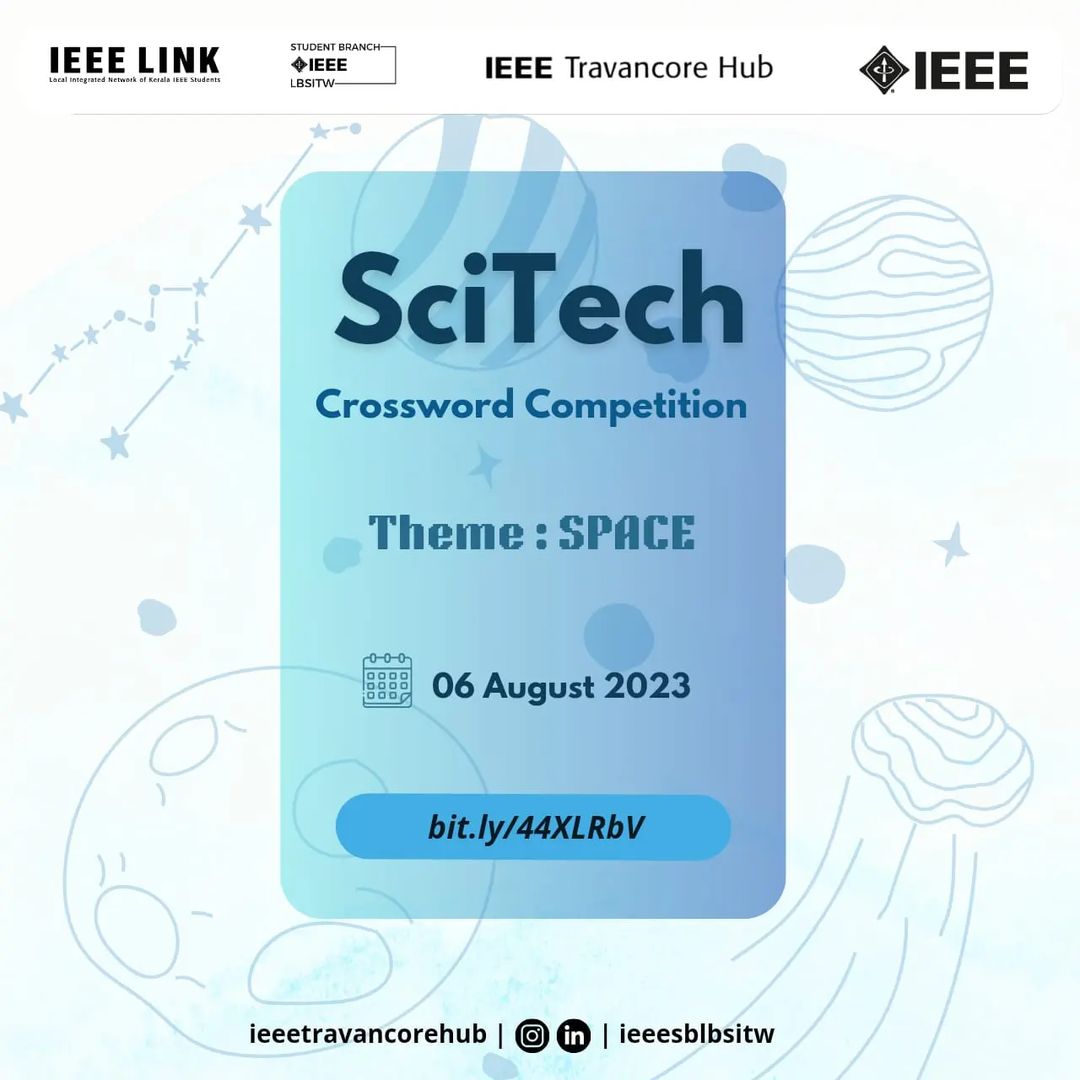 IEEE LINK
Local Integrated Network of Kerala IEEE Students
STUDENT BRANCH
IEEE
LBSITW
IEEE Travancore Hub
IEEE
SciTech
Crossword Competition
Theme : SPACE
06 August 2023
bit.ly/44XLRbV
ieeetravancorehub | in | ieeesblbsitw